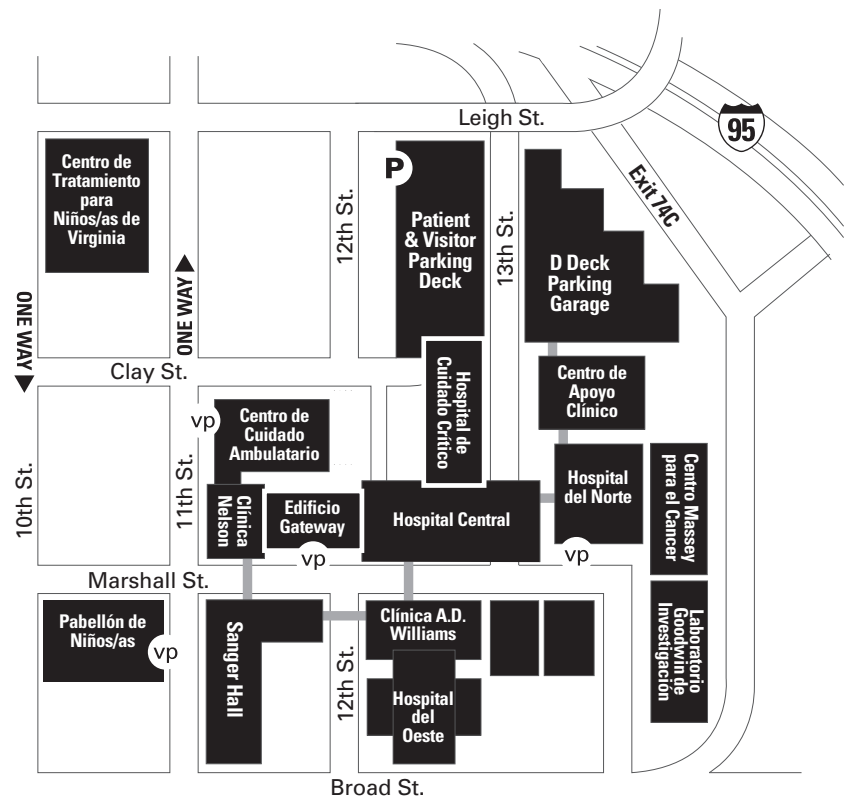 Leigh St.
95
Exit 74C
Centro de
Tratamiento
para
Niños/as de
Virginia
ONE WAY
ONE WAY
12th St.
P
Patient
& Visitor
Parking
Deck
13th St.
D Deck
Parking
Garage
Clay St.
10th St.
11th St.
vp
Centro de
Cuidado
Ambulatario
Hospital de
Cuidado Crítico
Centro de
Apoyo
Clínico
Clínica
Nelson
Edificio
Gateway
vp
Hospital Central
Hospital
del Norte
vp
Centro Massey
para el Cancer
Marshall St.
Pabellón de
Niños/as
vp
Sanger Hall
12th St.
Clínica A.D.
Williams
Hospital
del
Oeste
Laboratorio
Goodwin de
Investigación
Broad St.